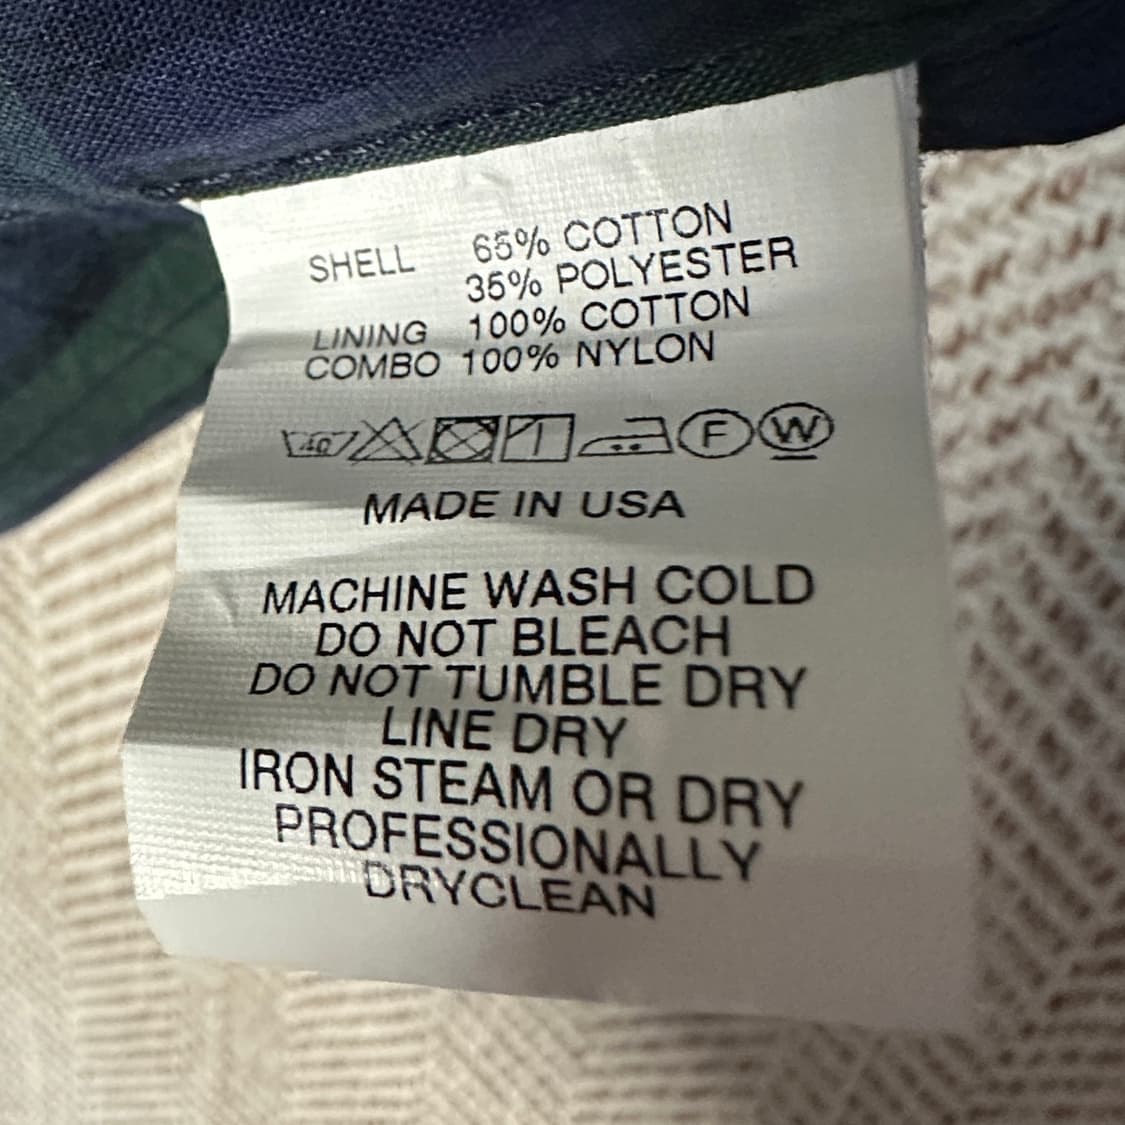 SHELL 65% COTTON
35% POLYESTER
LINING 100% COTTON
COMBO 100% NYLON
40 F W
MADE IN USA
MACHINE WASH COLD
DO NOT BLEACH
DO NOT TUMBLE DRY
LINE DRY
IRON STEAM OR DRY
PROFESSIONALLY
DRYCLEAN